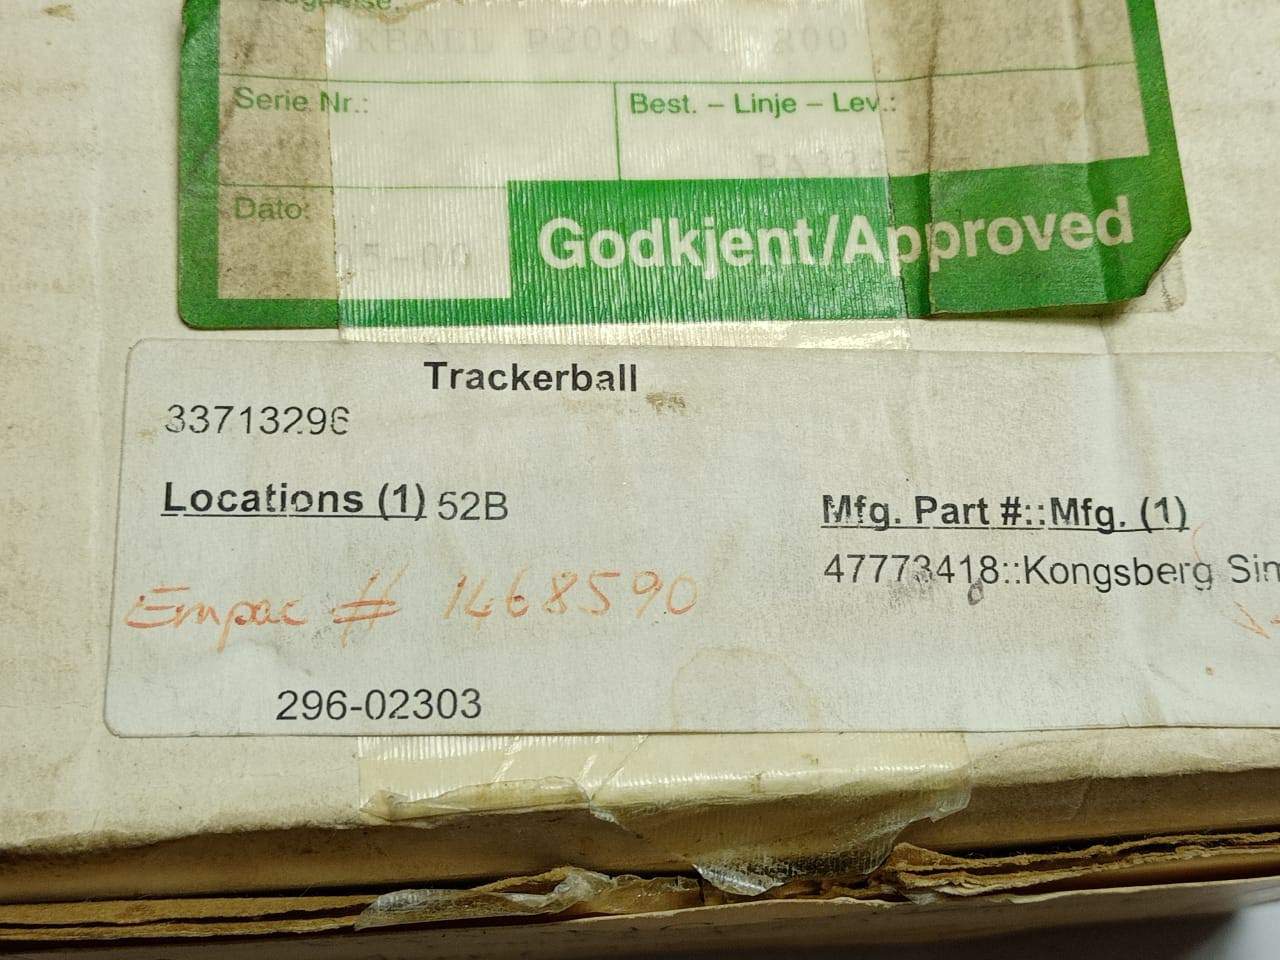 Serie Nr.:
Best. – Linje – Lev.:
Dato:
Godkjent/Approved
Trackerball
33713296
Locations (1) 52B
Mfg. Part #::Mfg. (1)
47773418::Kongsberg Sim
Empac # 1468590
296-02303